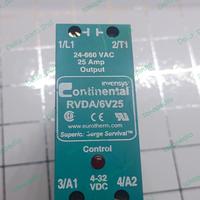 1/L1 2/T1
24-660 VAC
25 Amp
Output
invensys
Continental
RVDA/6V25
www.eurotherm.com
Superior Surge Survival™
Control
3/A1 4-32 4/A2
VDC